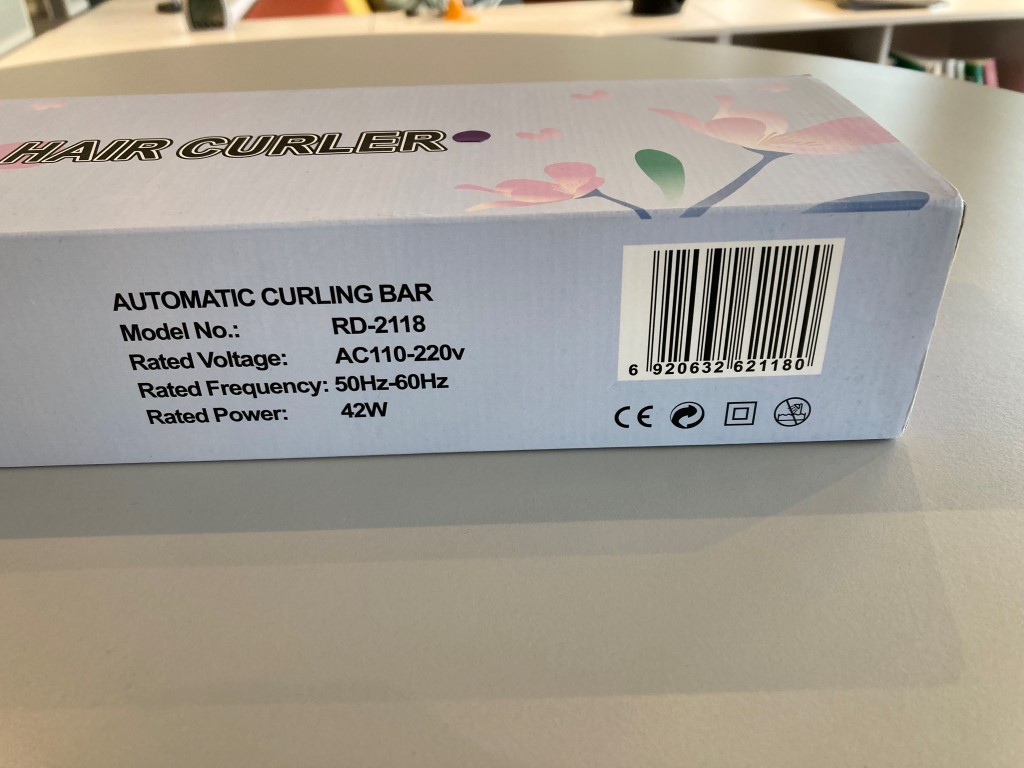 HAIR CURLER
AUTOMATIC CURLING BAR
Model No.: RD-2118
Rated Voltage: AC110-220v
Rated Frequency: 50Hz-60Hz
Rated Power: 42W
6 920632 621180
CE